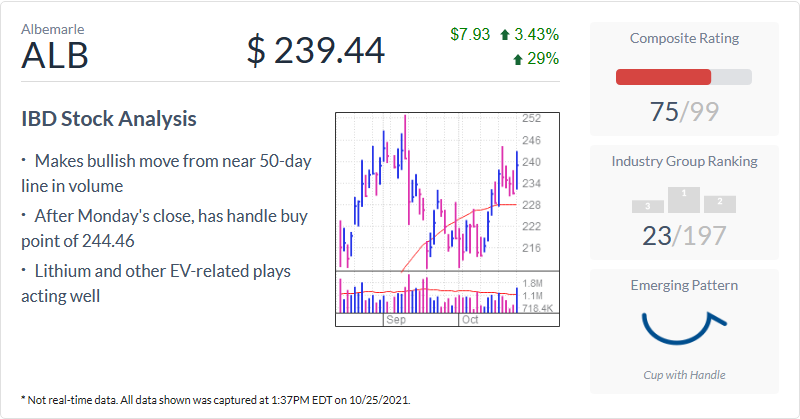 Albemarle
ALB
$ 239.44
$7.93 3.43%
29%
IBD Stock Analysis
· Makes bullish move from near 50-day
line in volume
· After Monday's close, has handle buy
point of 244.46
· Lithium and other EV-related plays
acting well
252
246
240
234
228
222
216
1.8M
1.1M
718.4K
Sep Oct
Composite Rating
75/99
Industry Group Ranking
3 1 2
23/197
Emerging Pattern
Cup with Handle
* Not real-time data. All data shown was captured at 1:37PM EDT on 10/25/2021.